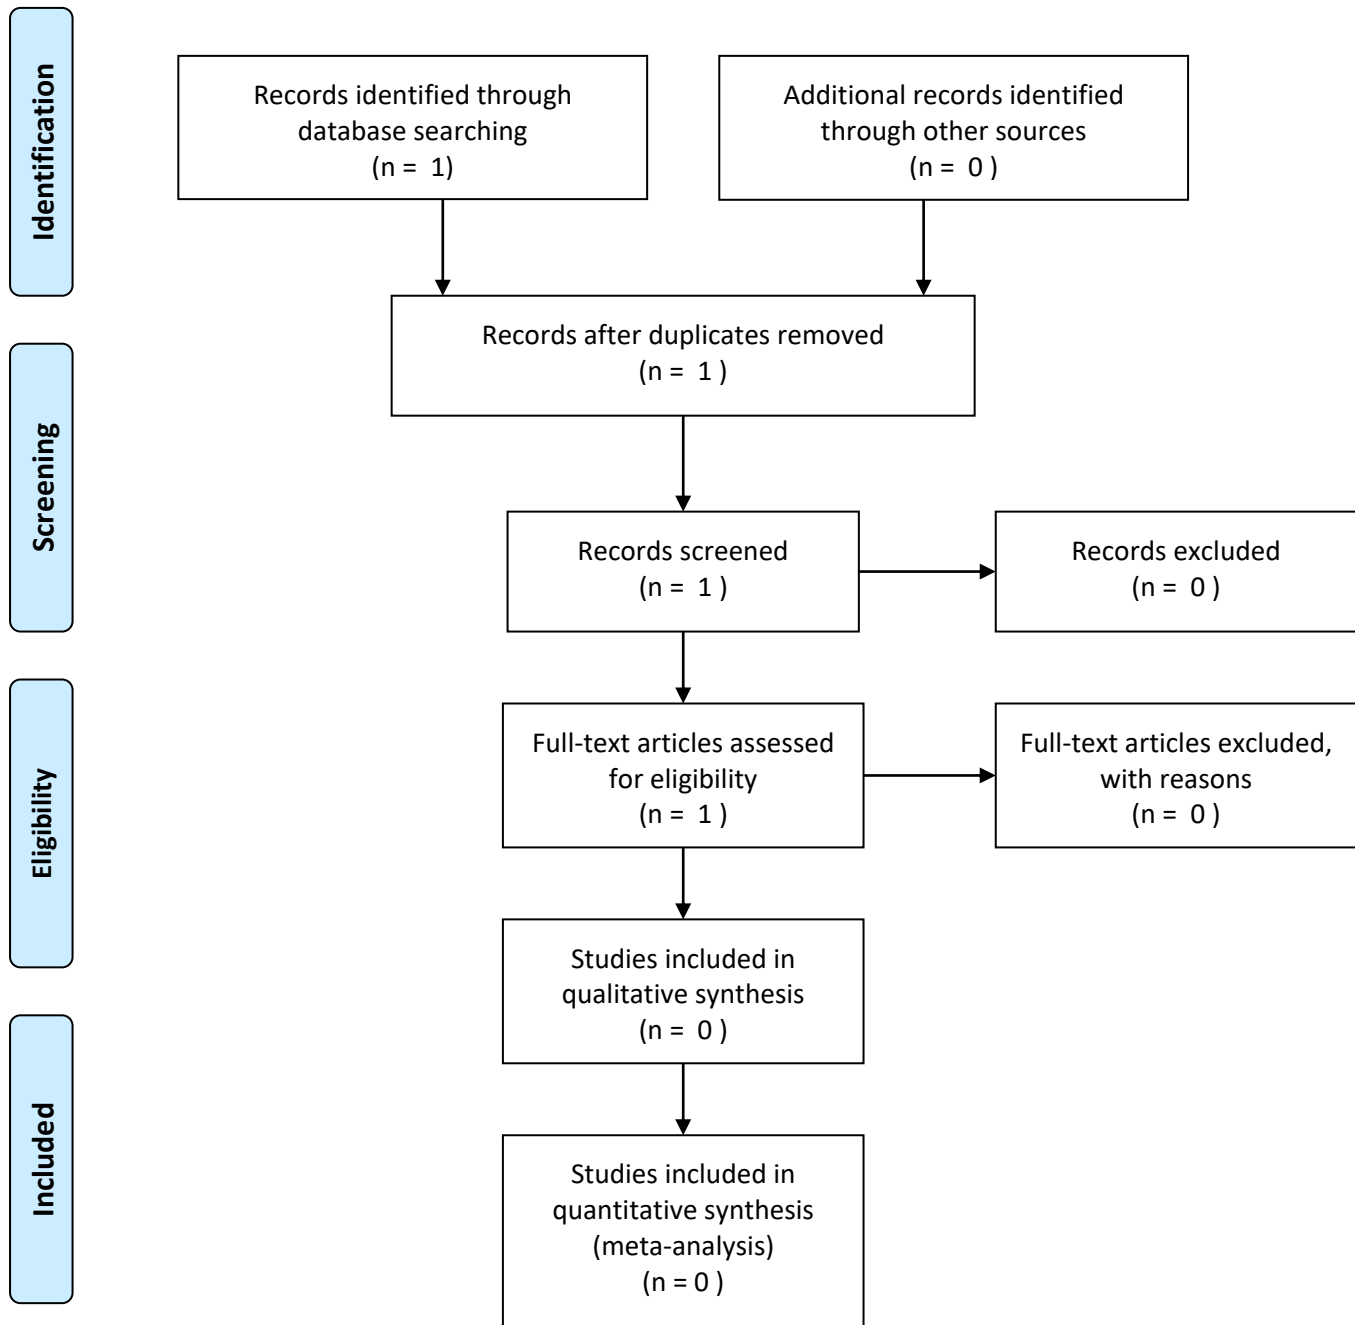 Identification
Records identified through
database searching
(n =  1)
Additional records identified
through other sources
(n =  0 )
Records after duplicates removed
(n =  1 )
Screening
Records screened
(n =  1 )
Records excluded
(n =  0 )
Eligibility
Full-text articles assessed
for eligibility
(n =  1 )
Full-text articles excluded,
with reasons
(n =  0 )
Studies included in
qualitative synthesis
(n =  0 )
Included
Studies included in
quantitative synthesis
(meta-analysis)
(n = 0 )